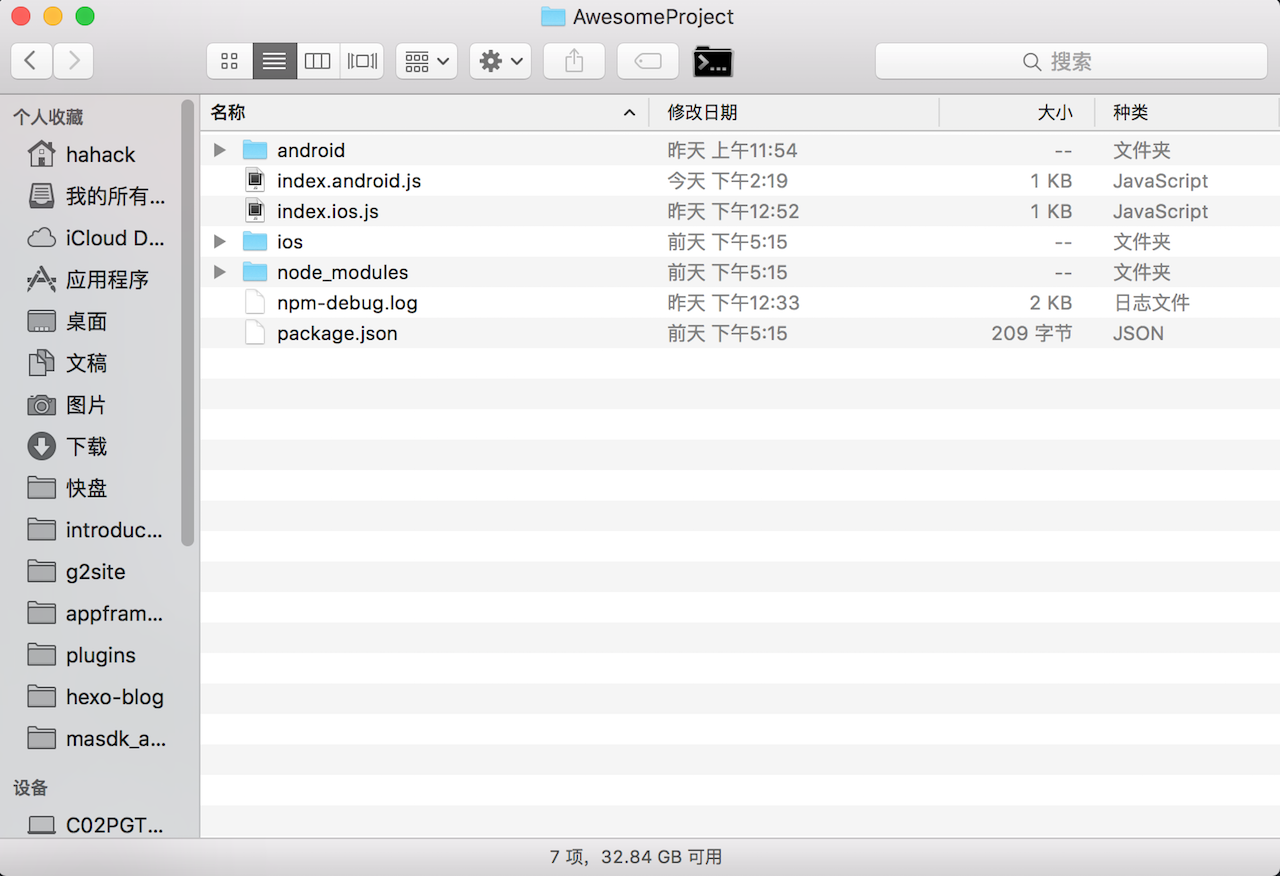 AwesomeProject
搜索
个人收藏
hahack
我的所有...
iCloud D...
应用程序
桌面
文稿
图片
下载
快盘
introduc...
g2site
appfram...
plugins
hexo-blog
masdk_a...
设备
C02PGT...
名称 修改日期 大小 种类
android 昨天 上午11:54 -- 文件夹
index.android.js 今天 下午2:19 1 KB JavaScript
index.ios.js 昨天 下午12:52 1 KB JavaScript
ios 前天 下午5:15 -- 文件夹
node_modules 前天 下午5:15 -- 文件夹
npm-debug.log 昨天 下午12:33 2 KB 日志文件
package.json 前天 下午5:15 209 字节 JSON
7 项，32.84 GB 可用